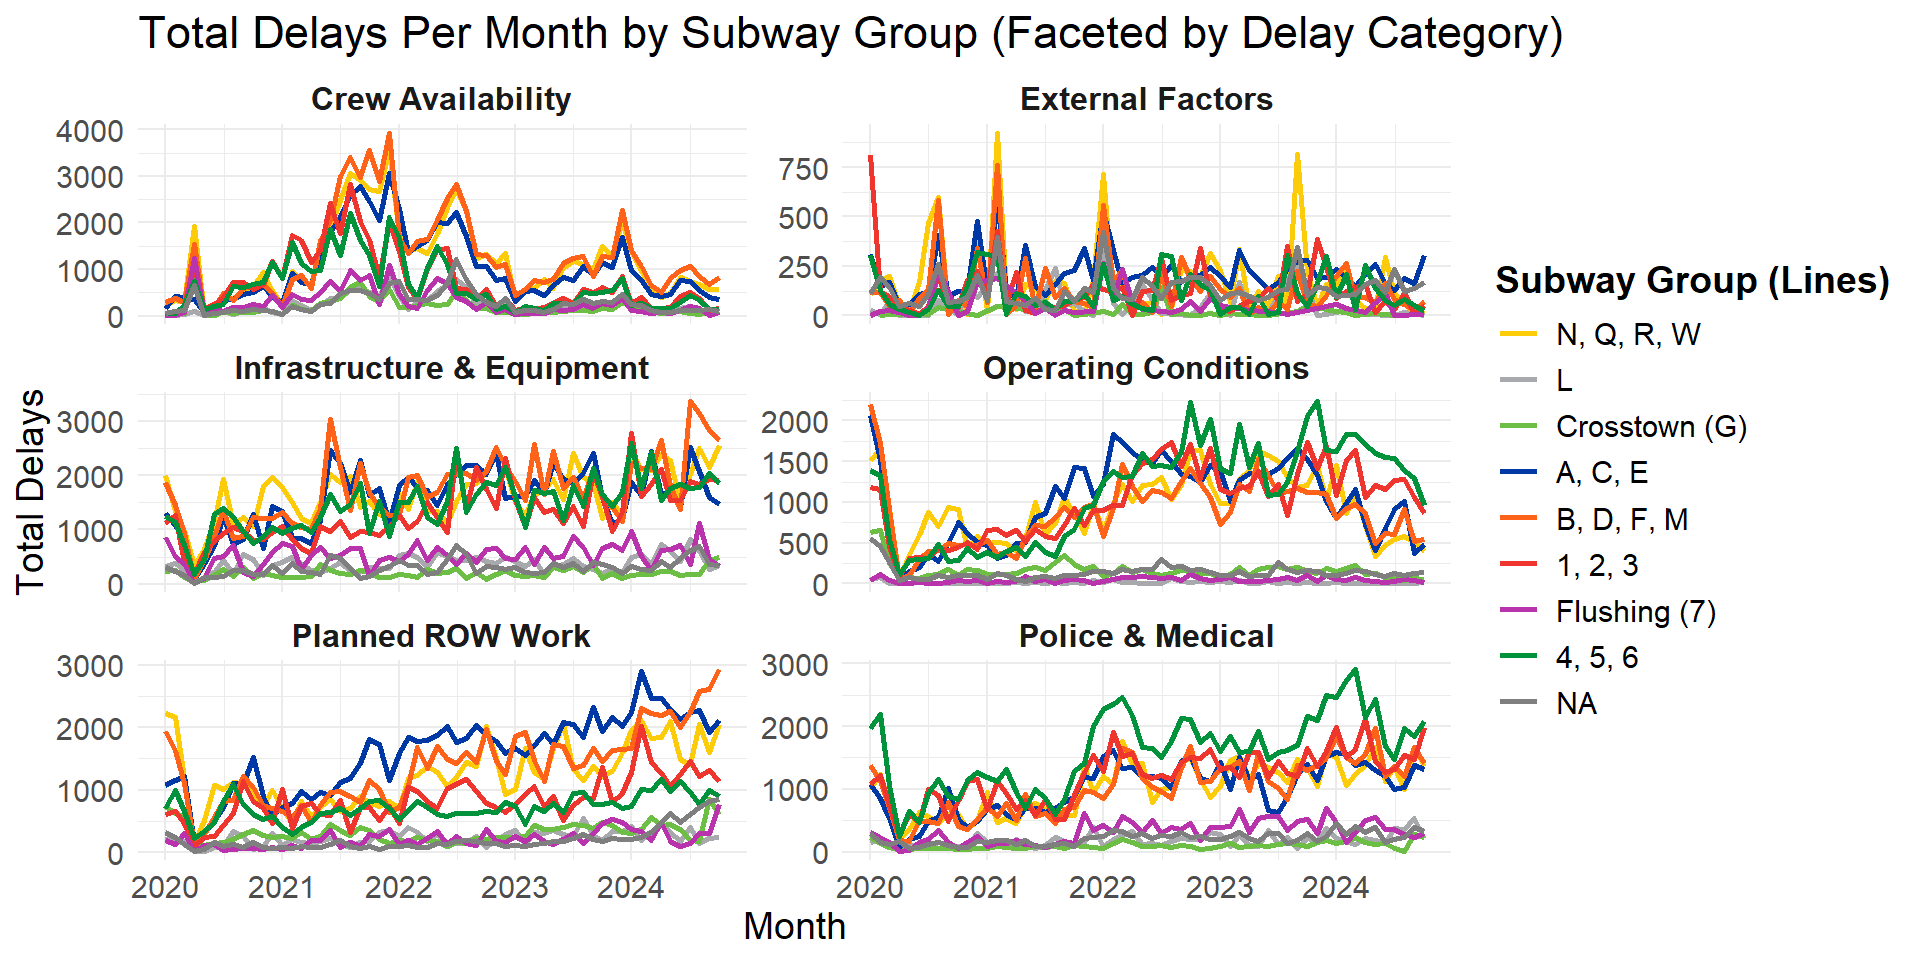 Total Delays Per Month by Subway Group (Faceted by Delay Category)
Crew Availability
4000
3000
2000
1000
0
External Factors
750
500
250
0
Infrastructure & Equipment
3000
2000
1000
0
Operating Conditions
2000
1500
1000
500
0
Planned ROW Work
3000
2000
1000
0
2020 2021 2022 2023 2024
Police & Medical
3000
2000
1000
0
2020 2021 2022 2023 2024
Total Delays
Month
Subway Group (Lines)
N, Q, R, W
L
Crosstown (G)
A, C, E
B, D, F, M
1, 2, 3
Flushing (7)
4, 5, 6
NA